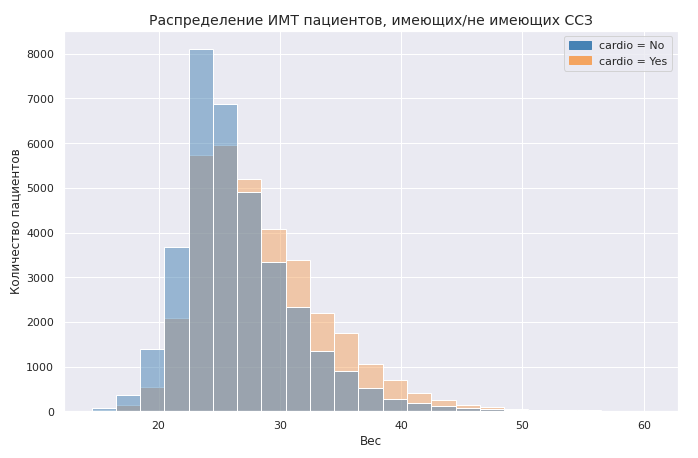 Распределение ИМТ пациентов, имеющих/не имеющих ССЗ
cardio = No
cardio = Yes
Количество пациентов
8000
7000
6000
5000
4000
3000
2000
1000
0
20
30
40
50
60
Вес